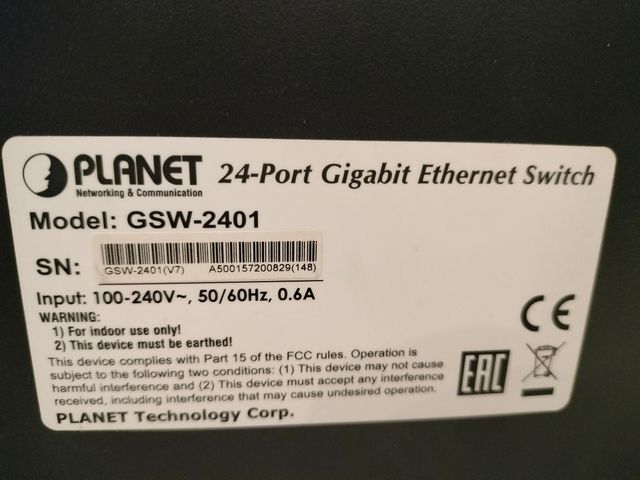 PLANET
Networking & Communication
24-Port Gigabit Ethernet Switch
Model: GSW-2401
SN:
GSW-2401(V7) A500157200829(148)
Input: 100-240V~, 50/60Hz, 0.6A
WARNING:
1) For indoor use only!
2) This device must be earthed!
This device complies with Part 15 of the FCC rules. Operation is
subject to the following two conditions: (1) This device may not cause
harmful interference and (2) This device must accept any interference
received, including interference that may cause undesired operation.
PLANET Technology Corp.
CE
EAC